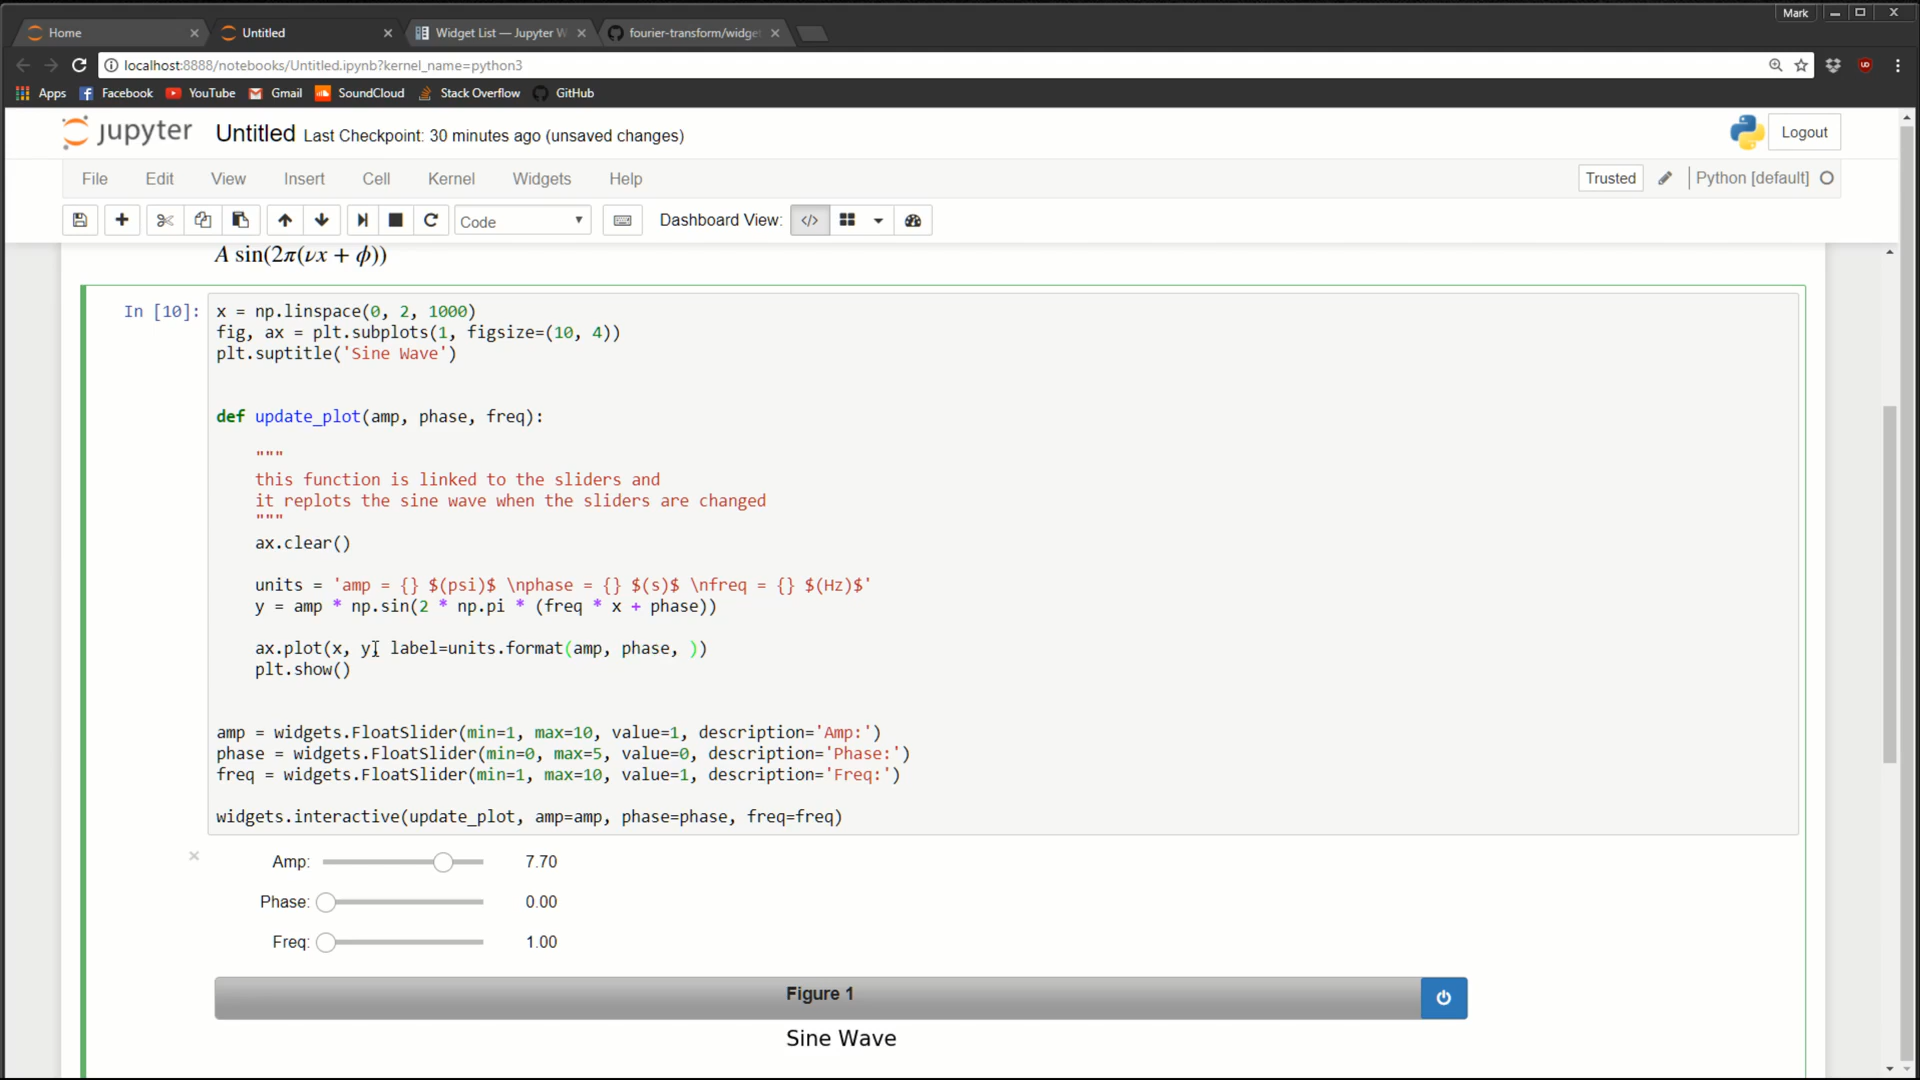 Mark
Home
Untitled
Widget List — Jupyter W
fourier-transform/widge
localhost:8888/notebooks/Untitled.ipynb?kernel_name=python3
Apps Facebook YouTube Gmail SoundCloud Stack Overflow GitHub
jupyter Untitled Last Checkpoint: 30 minutes ago (unsaved changes) Logout
File Edit View Insert Cell Kernel Widgets Help Trusted Python [default]
Code Dashboard View: </>
A sin(2π(νx + ϕ))
In [10]: x = np.linspace(0, 2, 1000)
fig, ax = plt.subplots(1, figsize=(10, 4))
plt.suptitle('Sine Wave')
def update_plot(amp, phase, freq):
"""
this function is linked to the sliders and
it replots the sine wave when the sliders are changed
"""
ax.clear()
units = 'amp = {} $(psi)$ \nphase = {} $(s)$ \nfreq = {} $(Hz)$'
y = amp * np.sin(2 * np.pi * (freq * x + phase))
ax.plot(x, y, label=units.format(amp, phase, ))
plt.show()
amp = widgets.FloatSlider(min=1, max=10, value=1, description='Amp:')
phase = widgets.FloatSlider(min=0, max=5, value=0, description='Phase:')
freq = widgets.FloatSlider(min=1, max=10, value=1, description='Freq:')
widgets.interactive(update_plot, amp=amp, phase=phase, freq=freq)
Amp: 7.70
Phase: 0.00
Freq: 1.00
Figure 1
Sine Wave